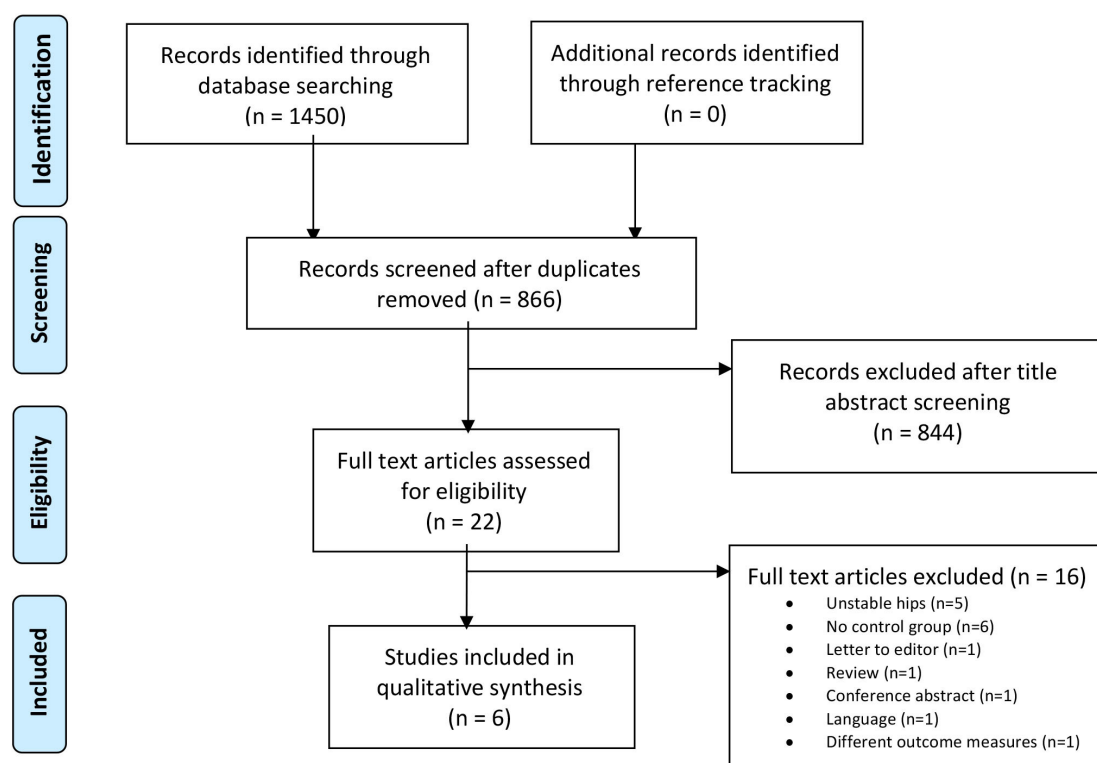 Identification
Records identified through
database searching
(n = 1450)
Additional records identified
through reference tracking
(n = 0)
Screening
Records screened after duplicates
removed (n = 866)
Records excluded after title
abstract screening
(n = 844)
Eligibility
Full text articles assessed
for eligibility
(n = 22)
Full text articles excluded (n = 16)
• Unstable hips (n=5)
• No control group (n=6)
• Letter to editor (n=1)
• Review (n=1)
• Conference abstract (n=1)
• Language (n=1)
• Different outcome measures (n=1)
Included
Studies included in
qualitative synthesis
(n = 6)